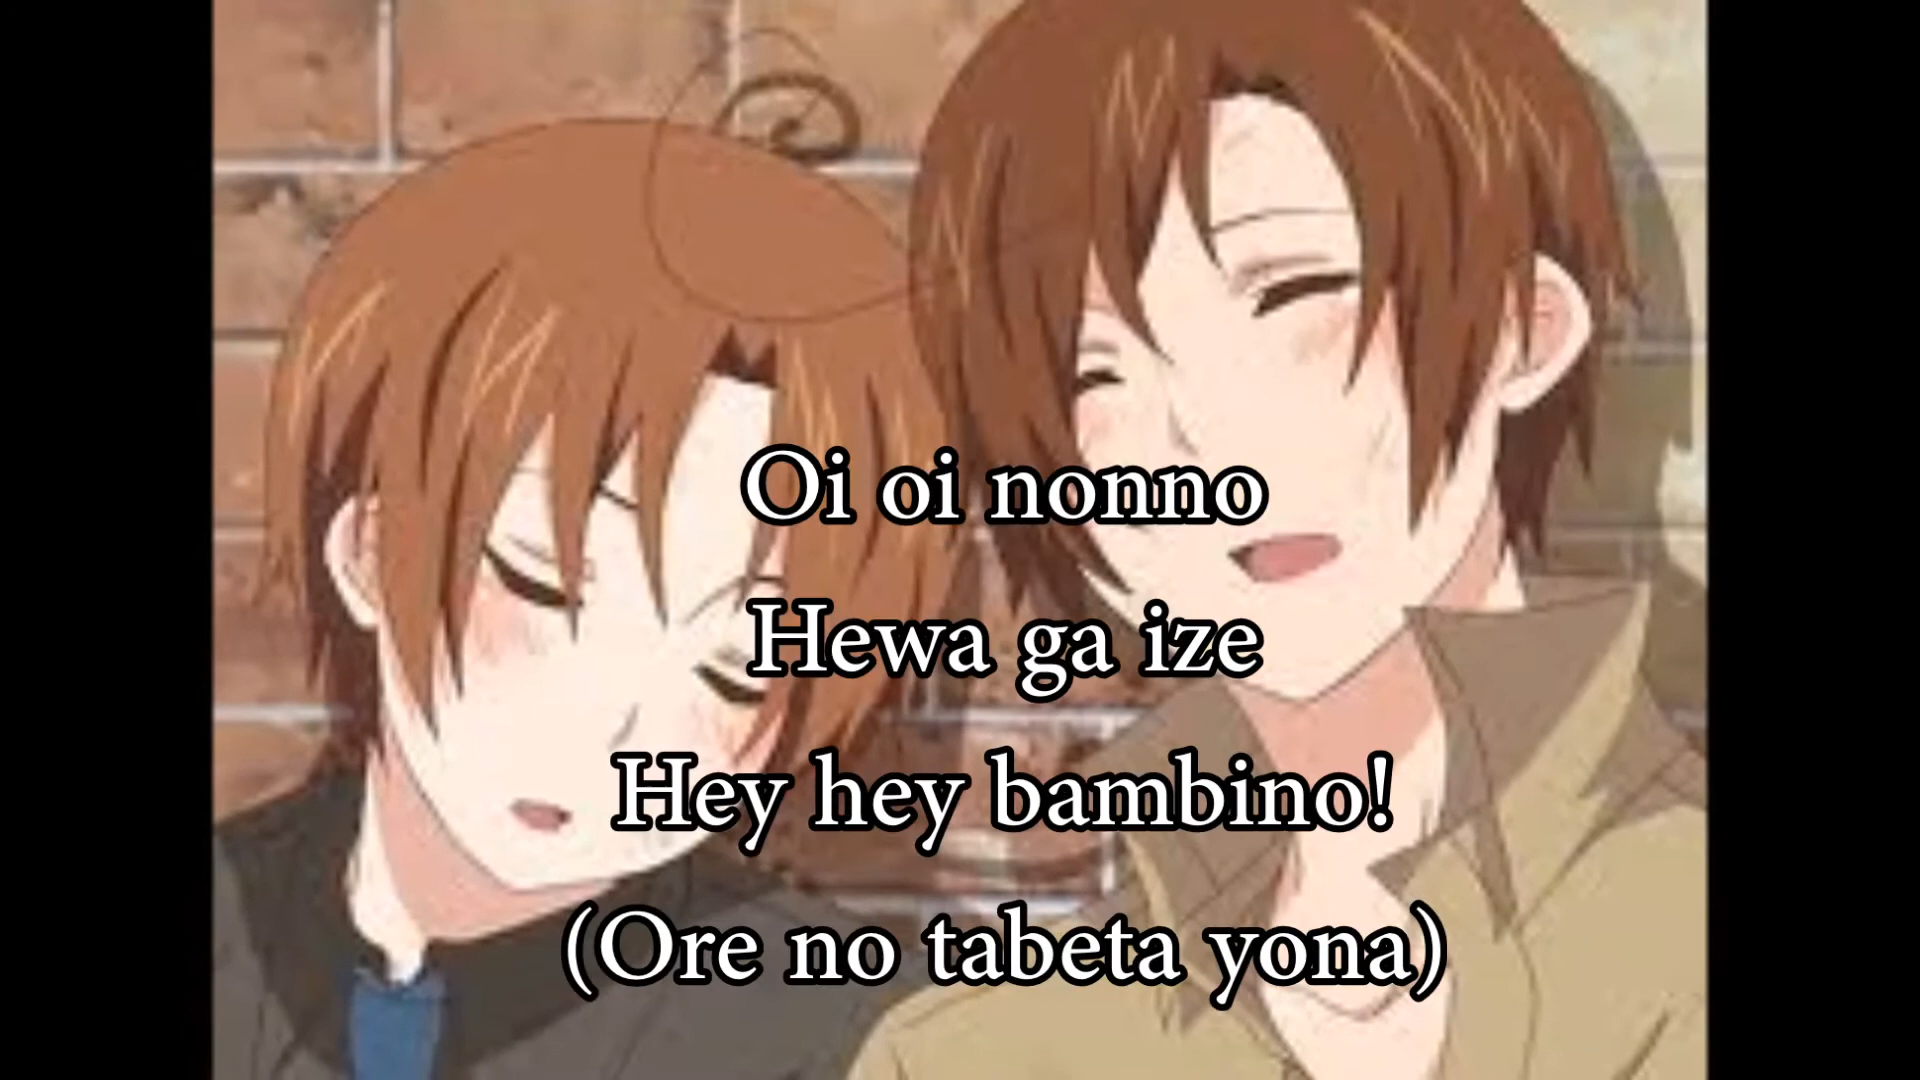 Oi oi nonno
Hewa ga ize
Hey hey bambino!
(Ore no tabeta yona)